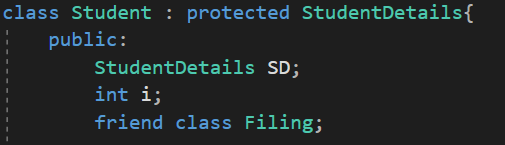 class Student : protected StudentDetails{
public:
StudentDetails SD;
int i;
friend class Filing;